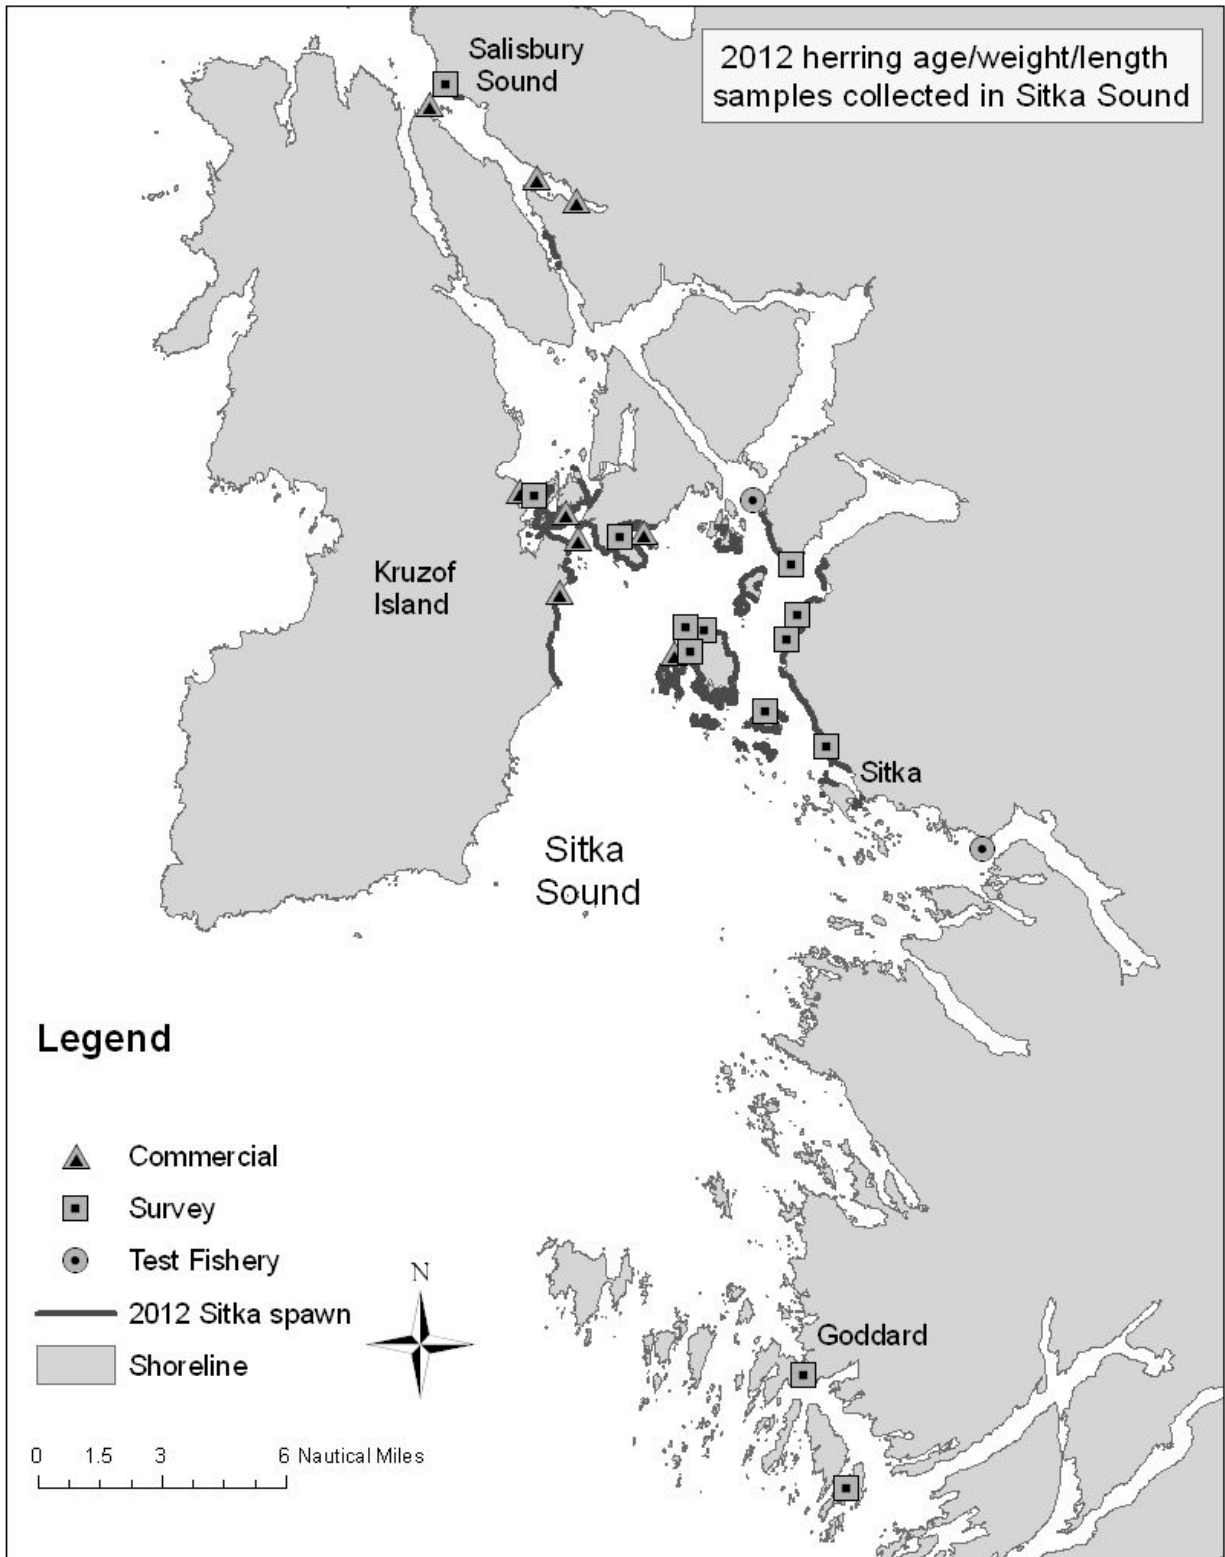 Salisbury
Sound
2012 herring age/weight/length
samples collected in Sitka Sound
Kruzof
Island
Sitka
Sitka
Sound
Legend
Commercial
Survey
Test Fishery
2012 Sitka spawn
Shoreline
N
Goddard
0 1.5 3 6 Nautical Miles